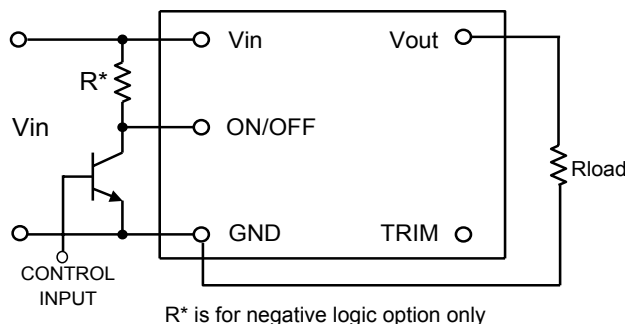 Vin
Vout
R*
Vin
ON/OFF
Rload
GND
TRIM
CONTROL
INPUT
R* is for negative logic option only